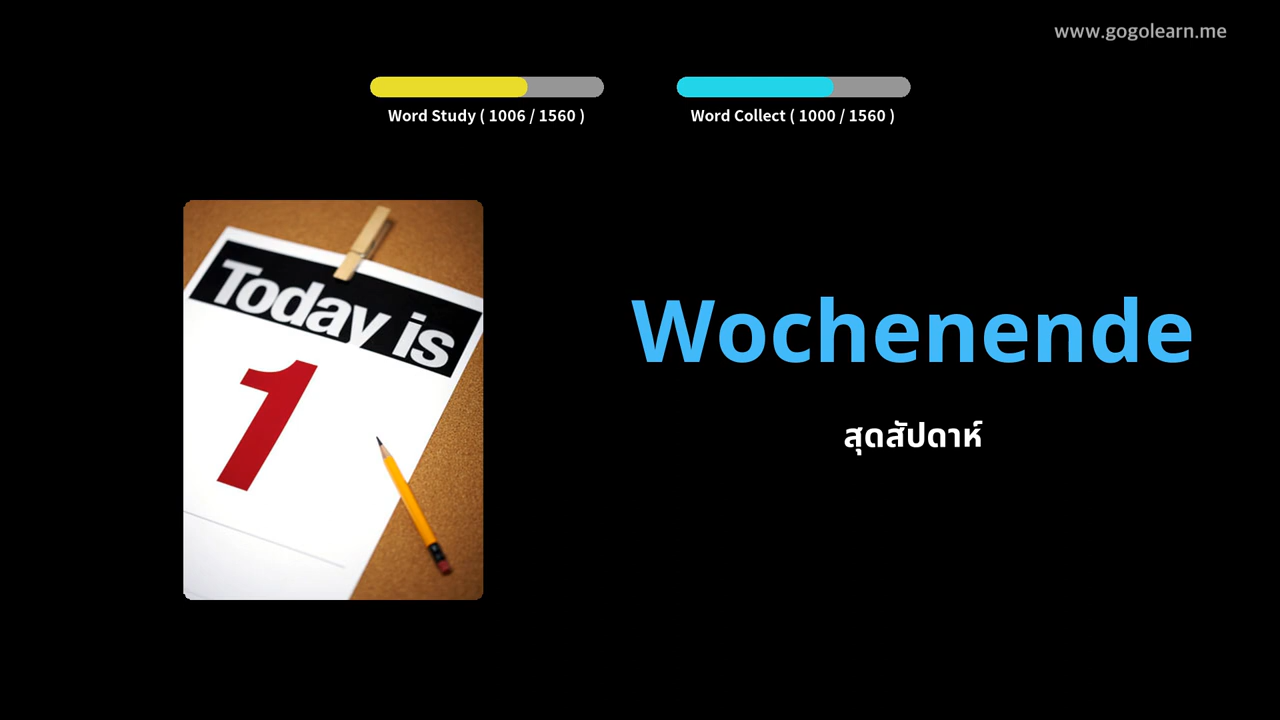 www.gogolearn.me
Word Study ( 1006 / 1560 )
Word Collect ( 1000 / 1560 )
Today is
1
Wochenende
สุดสัปดาห์